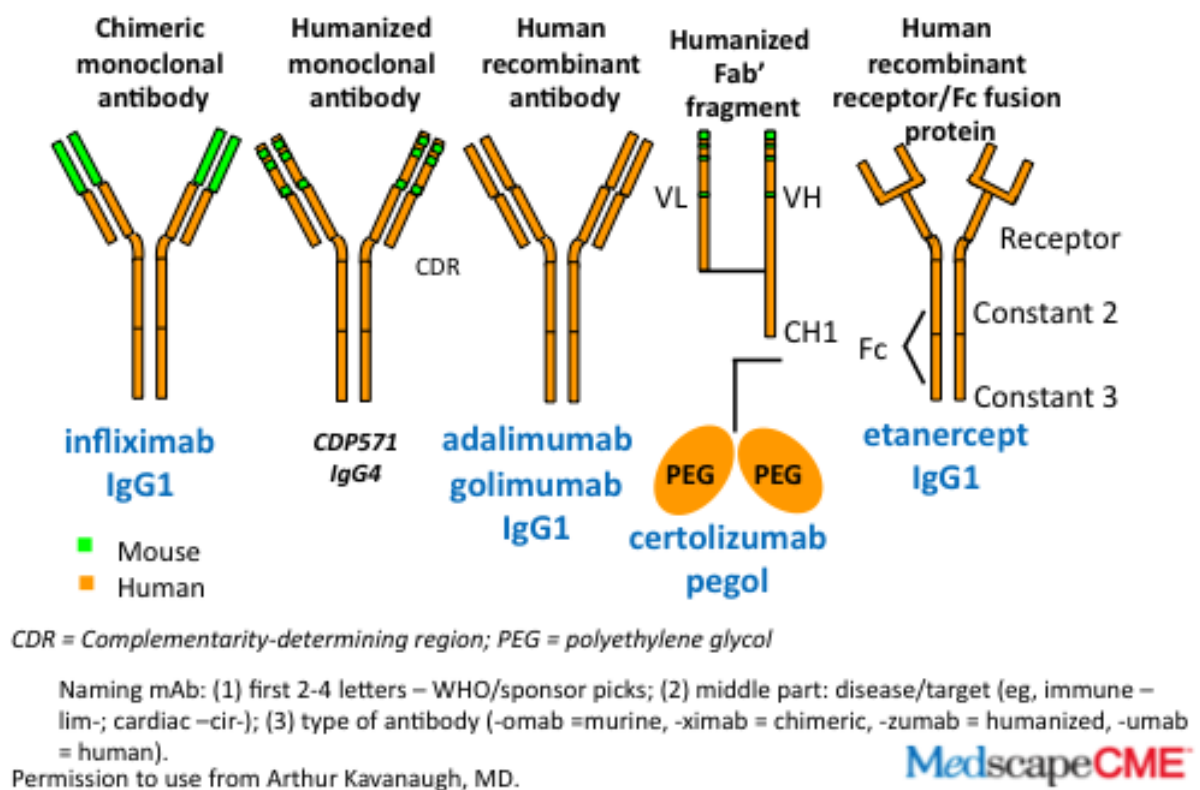 Chimeric
monoclonal
antibody
Humanized
monoclonal
antibody
Human
recombinant
antibody
Humanized
Fab’
fragment
Human
recombinant
receptor/Fc fusion
protein
CDR
VL
VH
CH1
Receptor
Constant 2
Fc
Constant 3
infliximab
IgG1
CDP571
IgG4
adalimumab
golimumab
IgG1
PEG
PEG
certolizumab
pegol
etanercept
IgG1
Mouse
Human
CDR = Complementarity-determining region; PEG = polyethylene glycol
Naming mAb: (1) first 2-4 letters – WHO/sponsor picks; (2) middle part: disease/target (eg, immune –
lim-; cardiac –cir-); (3) type of antibody (-omab =murine, -ximab = chimeric, -zumab = humanized, -umab
= human).
Permission to use from Arthur Kavanaugh, MD.
MedscapeCME